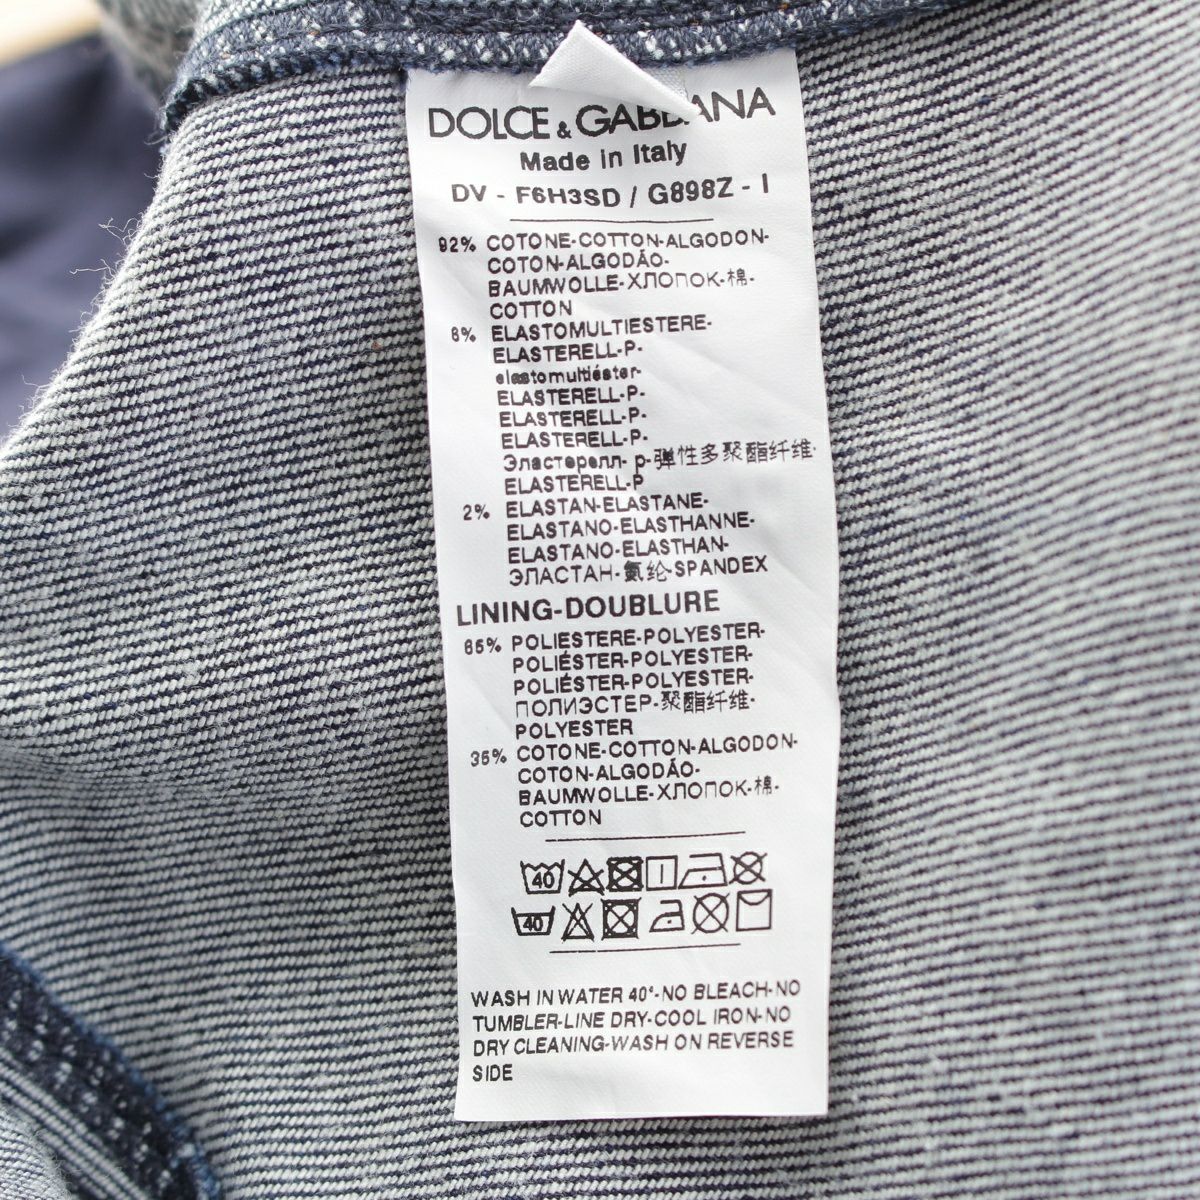 DOLCE & GABBANA
Made in Italy
DV - F6H3SD / G898Z - I
92% COTONE-COTTON-ALGODON-
COTON-ALGODÃO-
BAUMWOLLE-ХЛОПОК-棉-
COTTON
6% ELASTOMULTIESTERE-
ELASTERELL-P-
elastomultiéster-
ELASTERELL-P-
ELASTERELL-P-
ELASTERELL-P-
Эластерелл- р-弹性多聚酯纤维-
ELASTERELL-P
2% ELASTAN-ELASTANE-
ELASTANO-ELASTHANNE-
ELASTANO-ELASTHAN-
ЭЛАСТАН-氨纶-SPANDEX
LINING-DOUBLURE
65% POLIESTERE-POLYESTER-
POLIÉSTER-POLYESTER-
POLIÉSTER-POLYESTER-
ПОЛИЭСТЕР-聚酯纤维-
POLYESTER
35% COTONE-COTTON-ALGODON-
COTON-ALGODÃO-
BAUMWOLLE-ХЛОПОК-棉-
COTTON
40
40
WASH IN WATER 40°-NO BLEACH-NO
TUMBLER-LINE DRY-COOL IRON-NO
DRY CLEANING-WASH ON REVERSE
SIDE